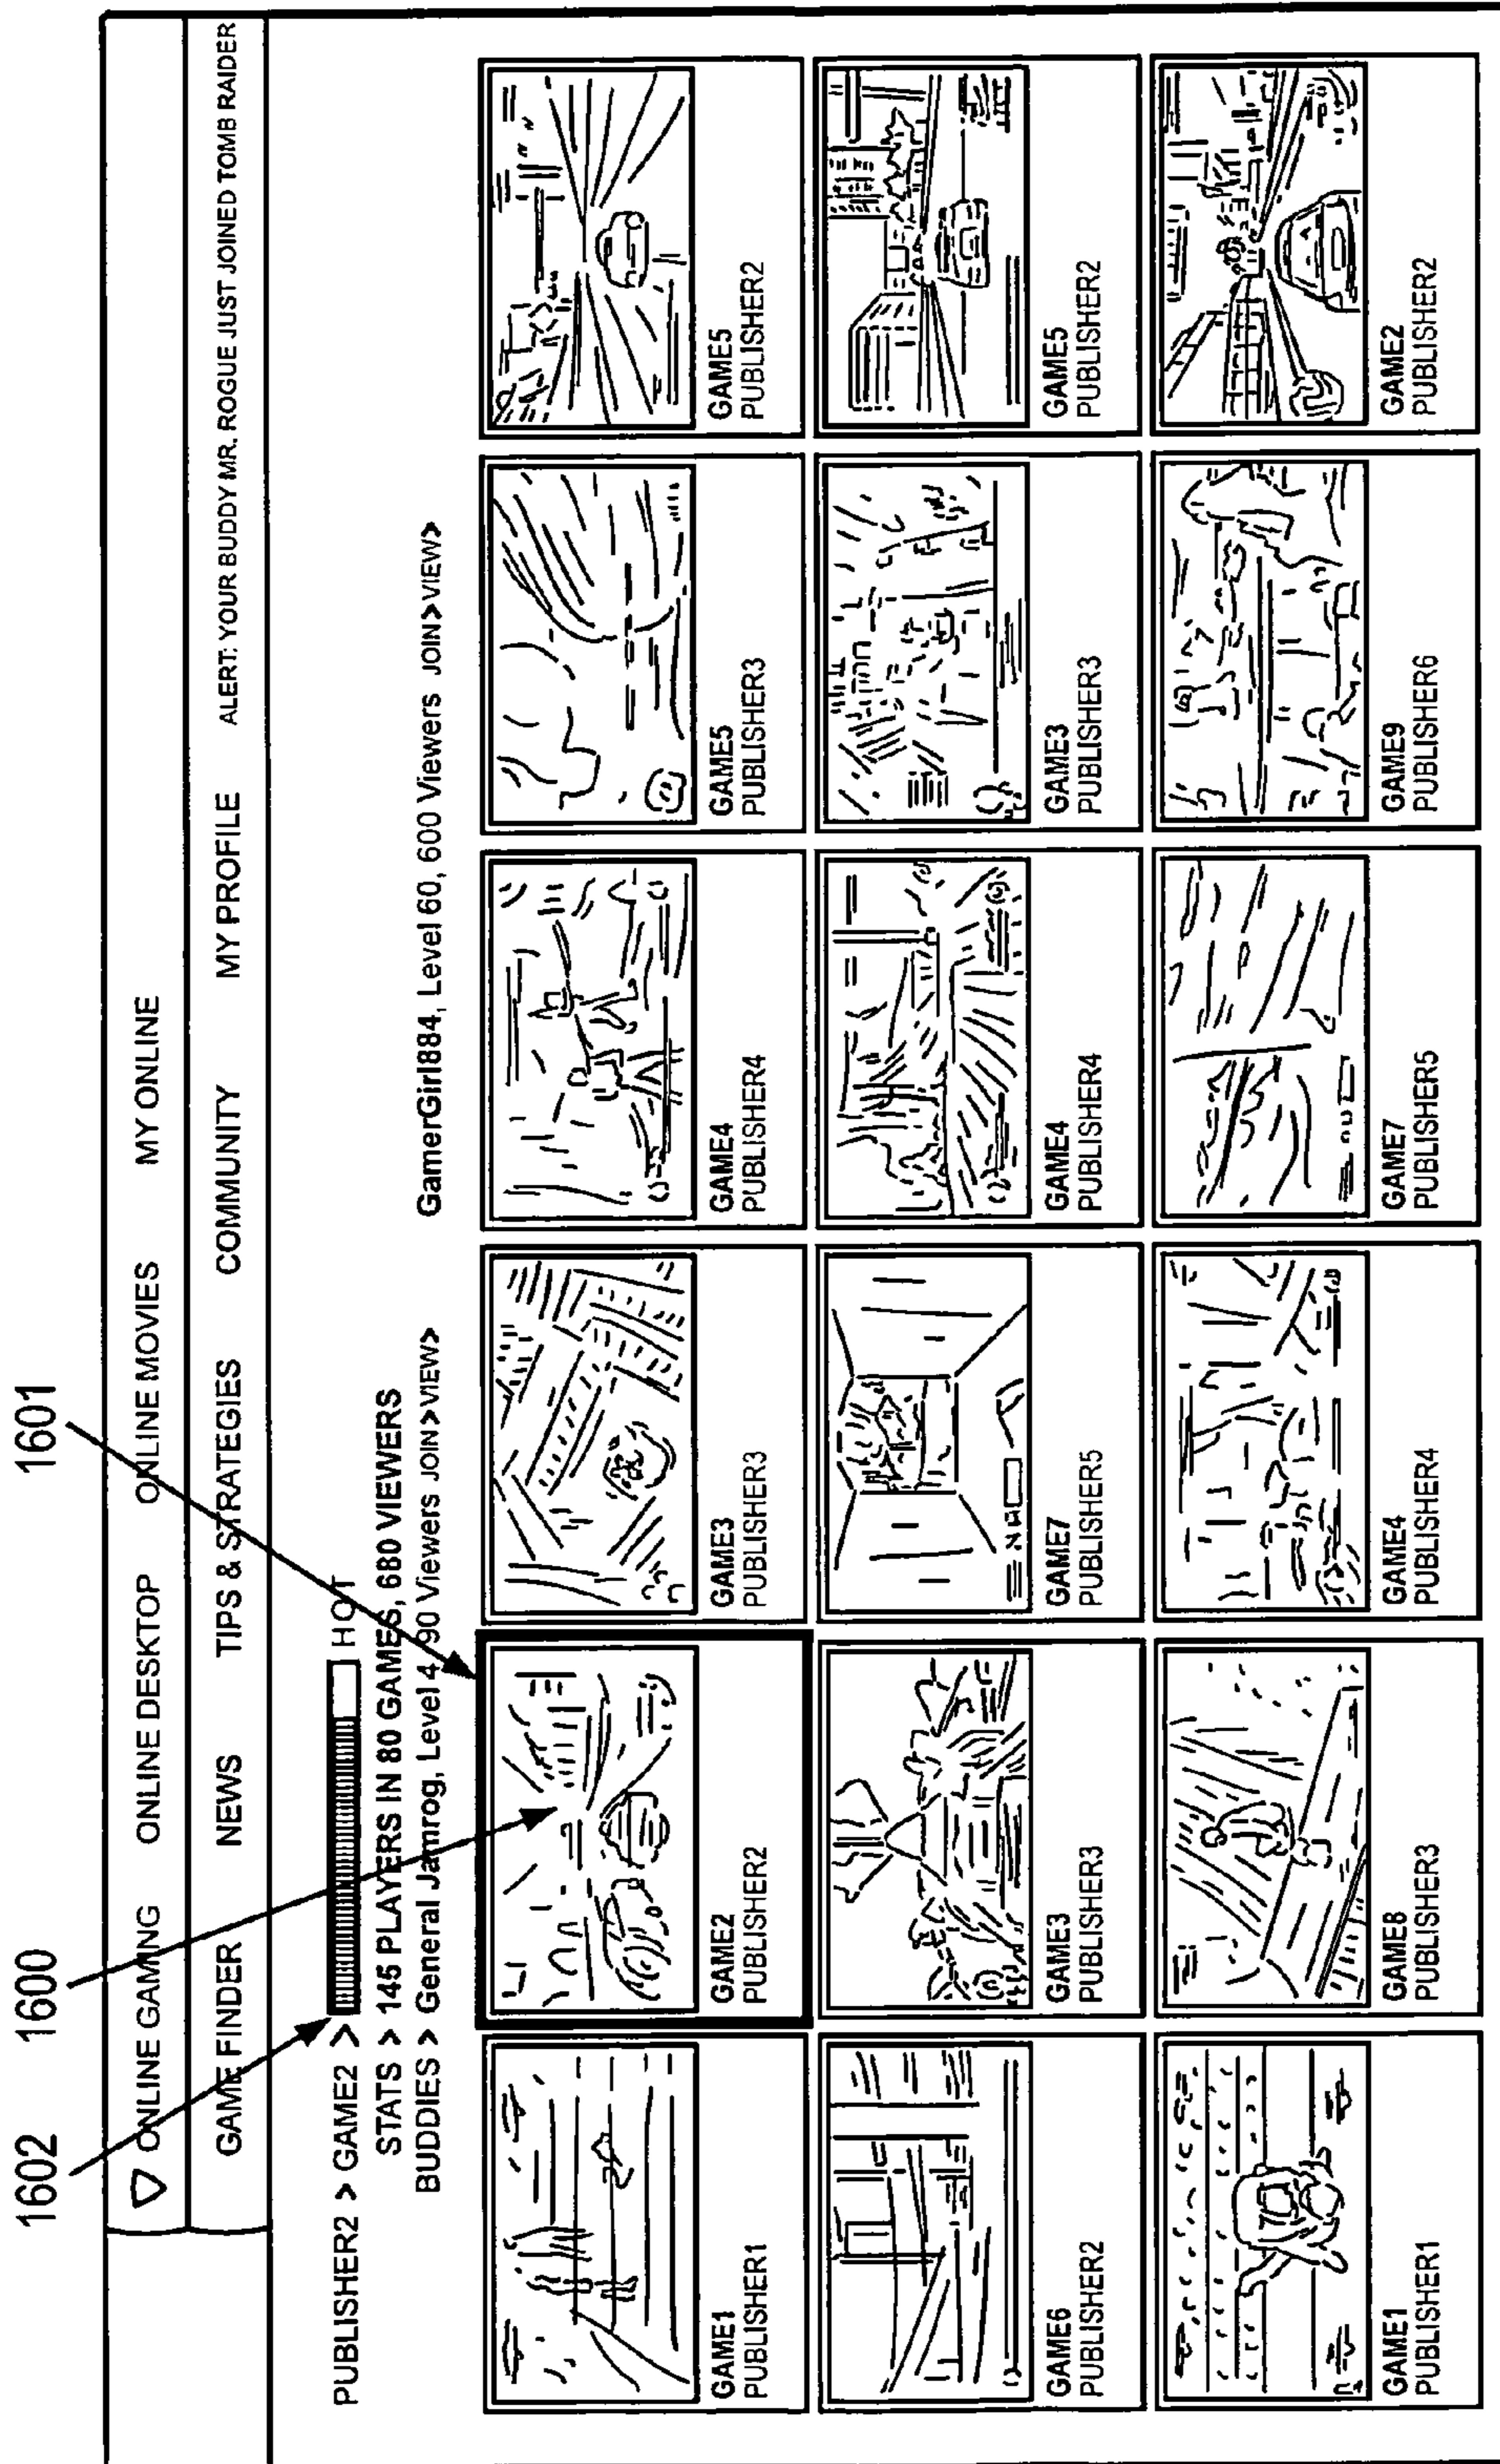 1602 1600 1601
ONLINE GAMING ONLINE DESKTOP ONLINE MOVIES MY ONLINE
GAME FINDER NEWS TIPS & STRATEGIES COMMUNITY MY PROFILE ALERT: YOUR BUDDY MR. ROGUE JUST JOINED TOMB RAIDER
PUBLISHER2 > GAME2 > HOT
STATS > 145 PLAYERS IN 80 GAMES, 680 VIEWERS
BUDDIES > General Jamrog, Level 4 90 Viewers JOIN>VIEW> GamerGirl884, Level 60, 600 Viewers JOIN>VIEW>
GAME1 GAME2 GAME3 GAME4 GAME5 GAME5
PUBLISHER1 PUBLISHER2 PUBLISHER3 PUBLISHER4 PUBLISHER3 PUBLISHER2
GAME6 GAME3 GAME7 GAME4 GAME3 GAME5
PUBLISHER2 PUBLISHER3 PUBLISHER5 PUBLISHER4 PUBLISHER3 PUBLISHER2
GAME1 GAME8 GAME4 GAME7 GAME9 GAME2
PUBLISHER1 PUBLISHER3 PUBLISHER4 PUBLISHER5 PUBLISHER6 PUBLISHER2